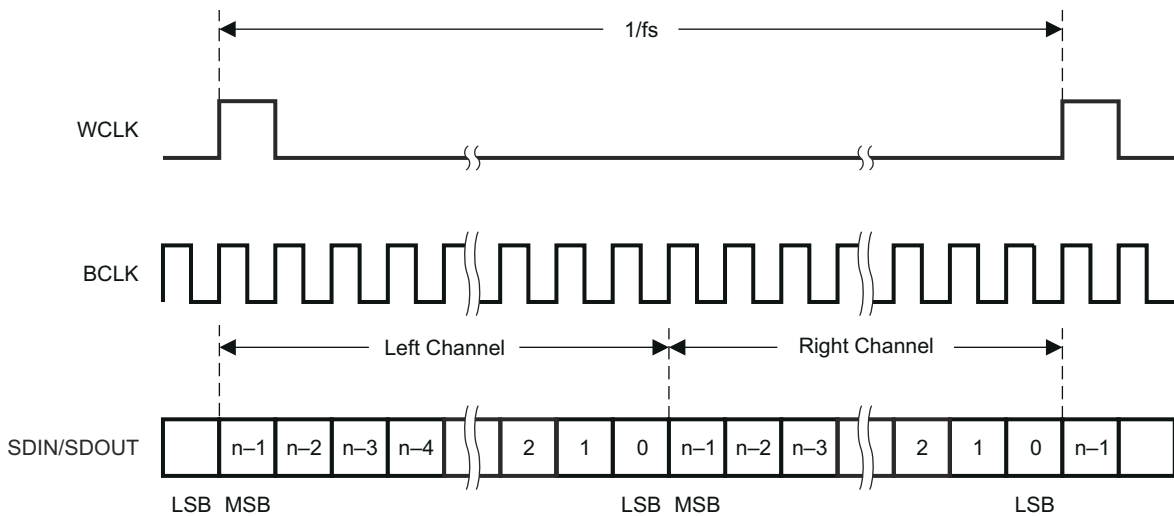 1/fs
WCLK
BCLK
Left Channel Right Channel
SDIN/SDOUT n–1 n–2 n–3 n–4 2 1 0 n–1 n–2 n–3 2 1 0 n–1
LSB MSB LSB MSB LSB